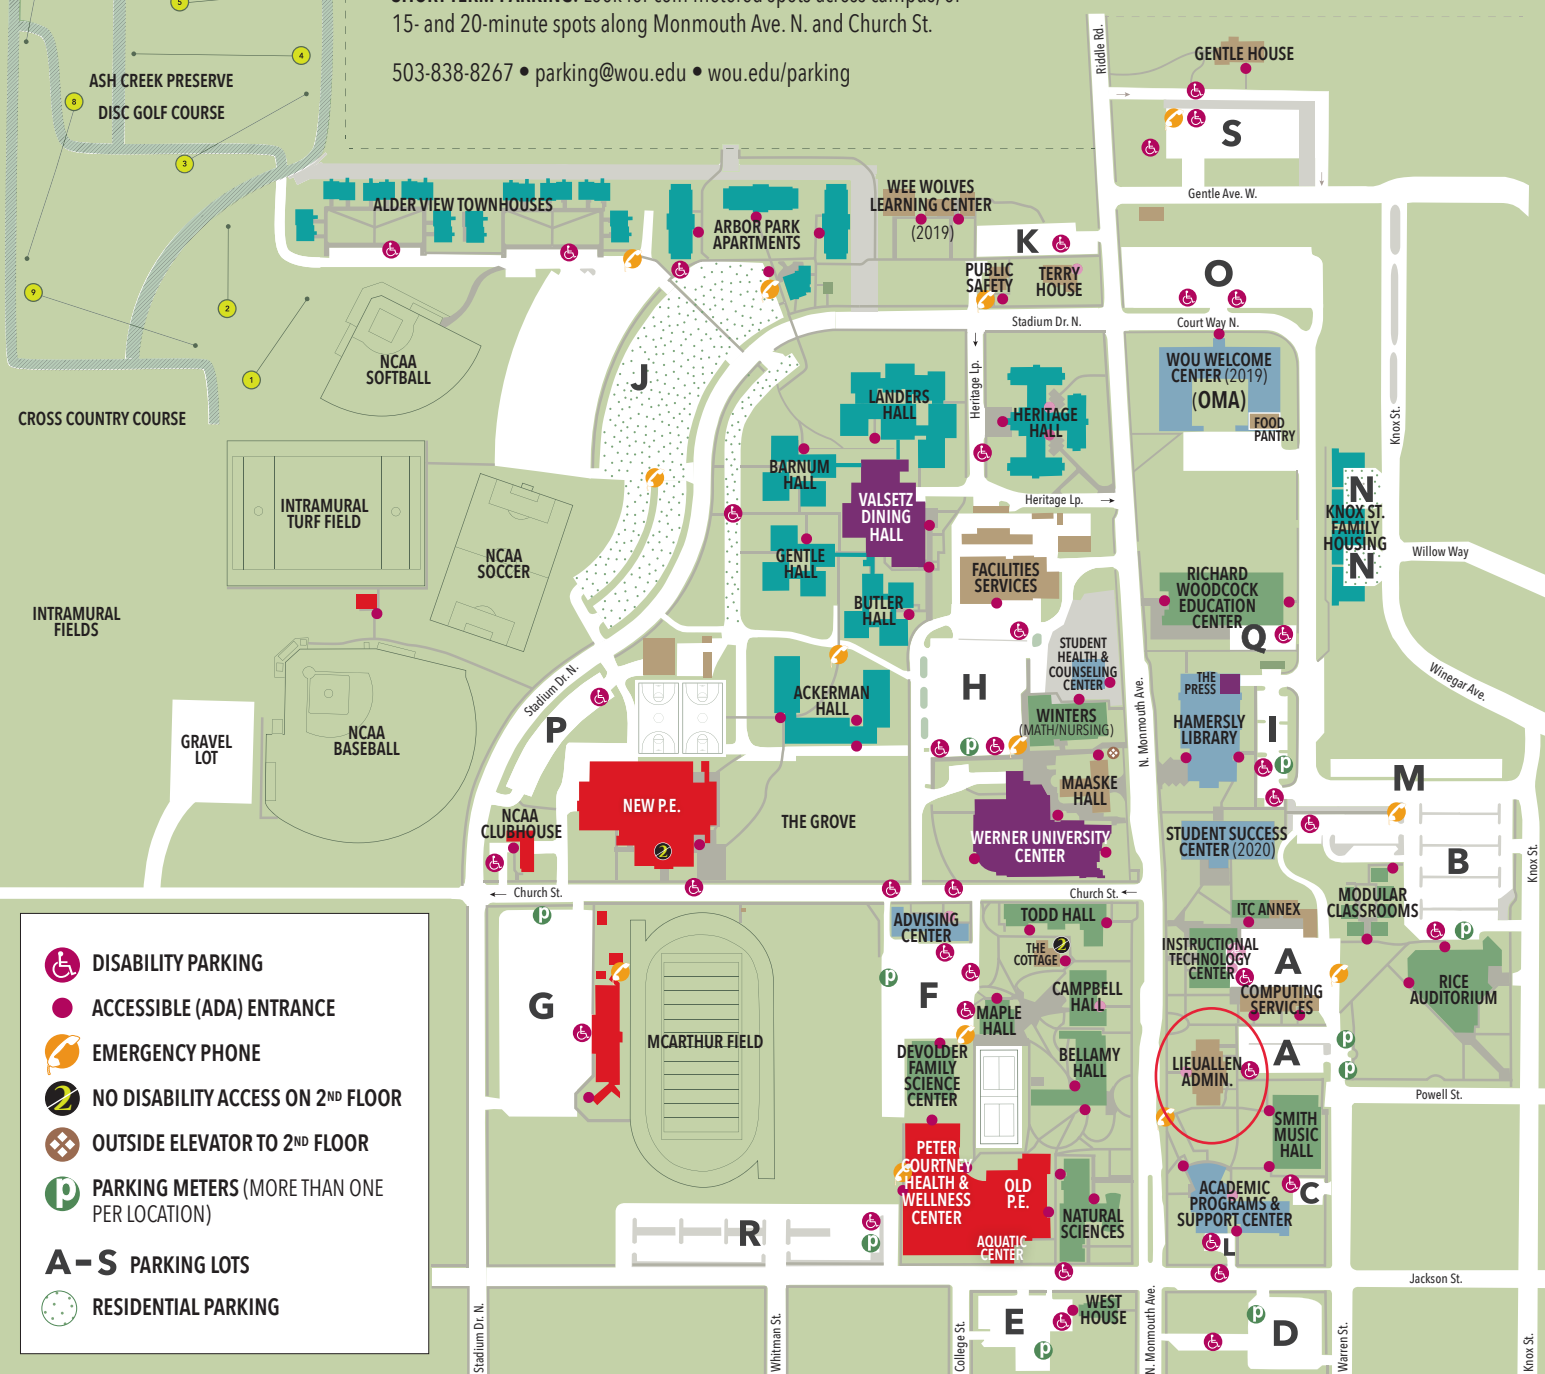 15- and 20-minute spots along Monmouth Ave. N. and Church St.
503-838-8267 • parking@wou.edu • wou.edu/parking
Riddle Rd.
GENTLE HOUSE
5
4
ASH CREEK PRESERVE
DISC GOLF COURSE
8
3
S
Gentle Ave. W.
ALDER VIEW TOWNHOUSES
ARBOR PARK
APARTMENTS
WEE WOLVES
LEARNING CENTER
(2019)
K
PUBLIC
SAFETY
TERRY
HOUSE
O
9
2
1
Stadium Dr. N.
Court Way N.
NCAA
SOFTBALL
J
CROSS COUNTRY COURSE
LANDERS
HALL
Heritage Lp.
HERITAGE
HALL
WOU WELCOME
CENTER (2019)
(OMA)
FOOD
PANTRY
Knox St.
BARNUM
HALL
VALSETZ
DINING
HALL
Heritage Lp.
INTRAMURAL
TURF FIELD
NCAA
SOCCER
N
KNOX ST.
FAMILY
HOUSING
N
Willow Way
GENTLE
HALL
FACILITIES
SERVICES
RICHARD
WOODCOCK
EDUCATION
CENTER
Q
BUTLER
HALL
INTRAMURAL
FIELDS
STUDENT
HEALTH &
COUNSELING
CENTER
Winegar Ave.
Stadium Dr. N.
P
ACKERMAN
HALL
H
N. Monmouth Ave.
THE
PRESS
HAMERSLY
LIBRARY
I
WINTERS
(MATH/NURSING)
GRAVEL
LOT
NCAA
BASEBALL
p
p
MAASKE
HALL
M
NEW P.E.
2
NCAA
CLUBHOUSE
THE GROVE
WERNER UNIVERSITY
CENTER
STUDENT SUCCESS
CENTER (2020)
B
Knox St.
Church St.
Church St.
p
ADVISING
CENTER
TODD HALL
ITC ANNEX
MODULAR
CLASSROOMS
p
THE
COTTAGE
2
INSTRUCTIONAL
TECHNOLOGY
CENTER
A
DISABILITY PARKING
ACCESSIBLE (ADA) ENTRANCE
EMERGENCY PHONE
2
NO DISABILITY ACCESS ON 2ND FLOOR
OUTSIDE ELEVATOR TO 2ND FLOOR
p
PARKING METERS (MORE THAN ONE
PER LOCATION)
A–S PARKING LOTS
RESIDENTIAL PARKING
G
MCARTHUR FIELD
p
F
MAPLE
HALL
CAMPBELL
HALL
COMPUTING
SERVICES
RICE
AUDITORIUM
DEVOLDER
FAMILY
SCIENCE
CENTER
BELLAMY
HALL
LIEUALLEN
ADMIN.
A
p
p
Powell St.
SMITH
MUSIC
HALL
PETER
COURTNEY
HEALTH &
WELLNESS
CENTER
OLD
P.E.
AQUATIC
CENTER
NATURAL
SCIENCES
ACADEMIC
PROGRAMS &
SUPPORT CENTER
C
L
R
p
Jackson St.
E
p
WEST
HOUSE
p
D
Stadium Dr. N.
Whitman St.
College St.
N. Monmouth Ave.
Warren St.
Knox St.